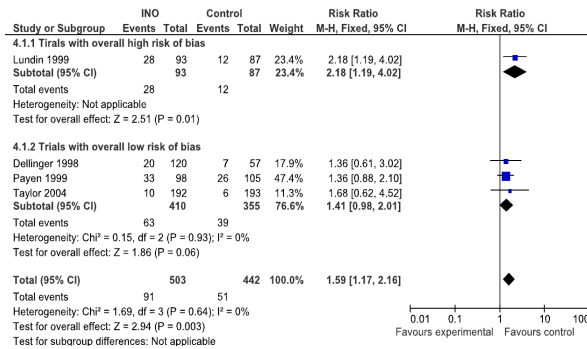 INO Control Risk Ratio Risk Ratio
Study or Subgroup Events Total Events Total Weight M-H, Fixed, 95% CI M-H, Fixed, 95% CI
4.1.1 Tirals with overall high risk of bias
Lundin 1999 28 93 12 87 23.4% 2.18 [1.19, 4.02]
Subtotal (95% CI) 93 87 23.4% 2.18 [1.19, 4.02]
Total events 28 12
Heterogeneity: Not applicable
Test for overall effect: Z = 2.51 (P = 0.01)
4.1.2 Trials with overall low risk of bias
Dellinger 1998 20 120 7 57 17.9% 1.36 [0.61, 3.02]
Payen 1999 33 98 26 105 47.4% 1.36 [0.88, 2.10]
Taylor 2004 10 192 6 193 11.3% 1.68 [0.62, 4.52]
Subtotal (95% CI) 410 355 76.6% 1.41 [0.98, 2.01]
Total events 63 39
Heterogeneity: Chi² = 0.15, df = 2 (P = 0.93); I² = 0%
Test for overall effect: Z = 1.86 (P = 0.06)
Total (95% CI) 503 442 100.0% 1.59 [1.17, 2.16]
Total events 91 51
Heterogeneity: Chi² = 1.69, df = 3 (P = 0.64); I² = 0%
Test for overall effect: Z = 2.94 (P = 0.003)
Test for subgroup differences: Not applicable
0.01 0.1 1 10 100
Favours experimental Favours control